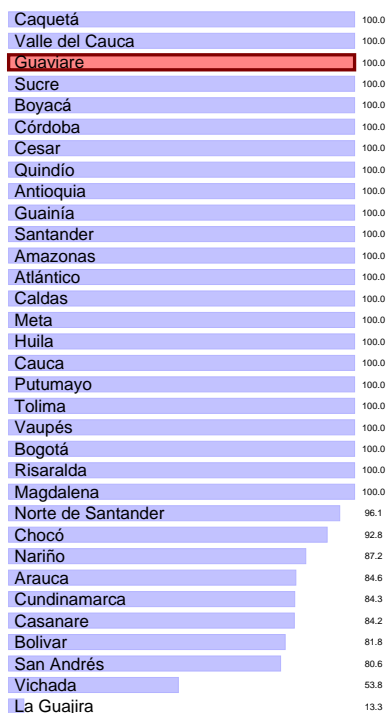 Caquetá 100.0
Valle del Cauca 100.0
Guaviare 100.0
Sucre 100.0
Boyacá 100.0
Córdoba 100.0
Cesar 100.0
Quindío 100.0
Antioquia 100.0
Guainía 100.0
Santander 100.0
Amazonas 100.0
Atlántico 100.0
Caldas 100.0
Meta 100.0
Huila 100.0
Cauca 100.0
Putumayo 100.0
Tolima 100.0
Vaupés 100.0
Bogotá 100.0
Risaralda 100.0
Magdalena 100.0
Norte de Santander 96.1
Chocó 92.8
Nariño 87.2
Arauca 84.6
Cundinamarca 84.3
Casanare 84.2
Bolivar 81.8
San Andrés 80.6
Vichada 53.8
La Guajira 13.3